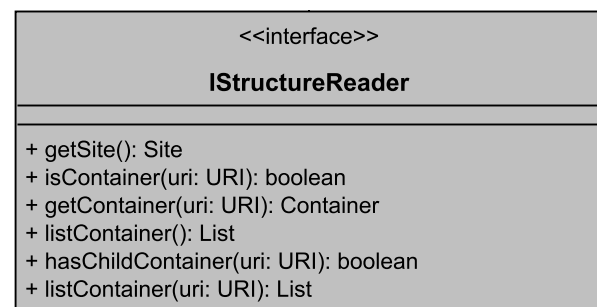 <<interface>>
IStructureReader
+ getSite(): Site
+ isContainer(uri: URI): boolean
+ getContainer(uri: URI): Container
+ listContainer(): List
+ hasChildContainer(uri: URI): boolean
+ listContainer(uri: URI): List